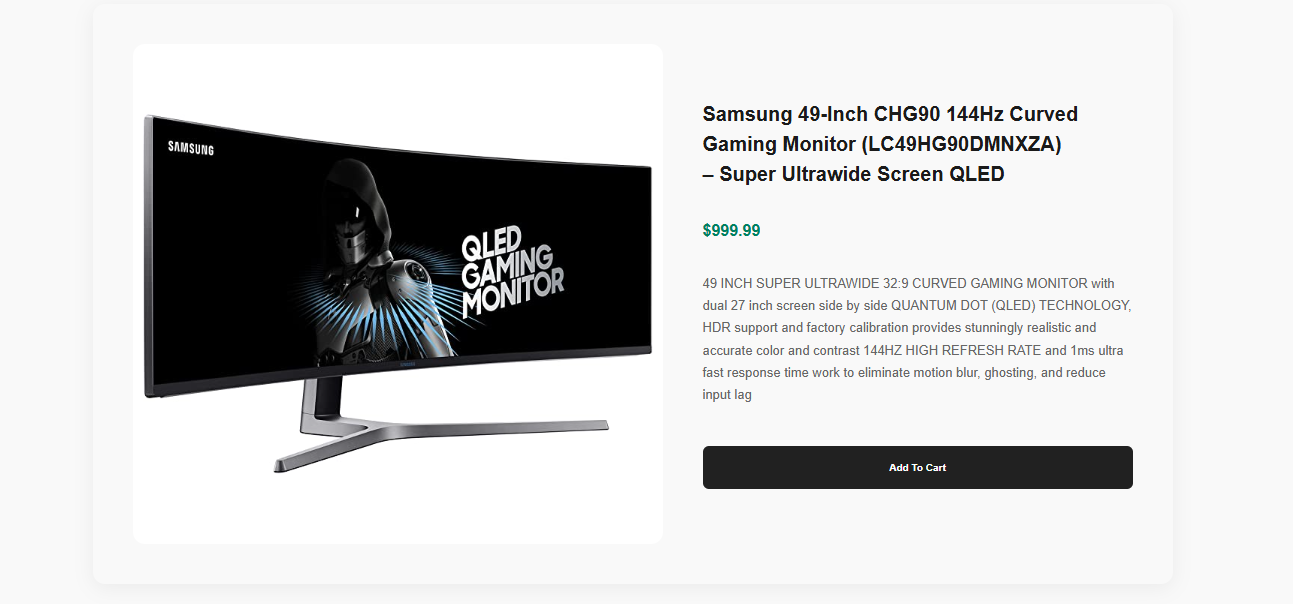 SAMSUNG
QLED
GAMING
MONITOR
Samsung 49-Inch CHG90 144Hz Curved
Gaming Monitor (LC49HG90DMNXZA)
– Super Ultrawide Screen QLED
$999.99
49 INCH SUPER ULTRAWIDE 32:9 CURVED GAMING MONITOR with
dual 27 inch screen side by side QUANTUM DOT (QLED) TECHNOLOGY,
HDR support and factory calibration provides stunningly realistic and
accurate color and contrast 144HZ HIGH REFRESH RATE and 1ms ultra
fast response time work to eliminate motion blur, ghosting, and reduce
input lag
Add To Cart